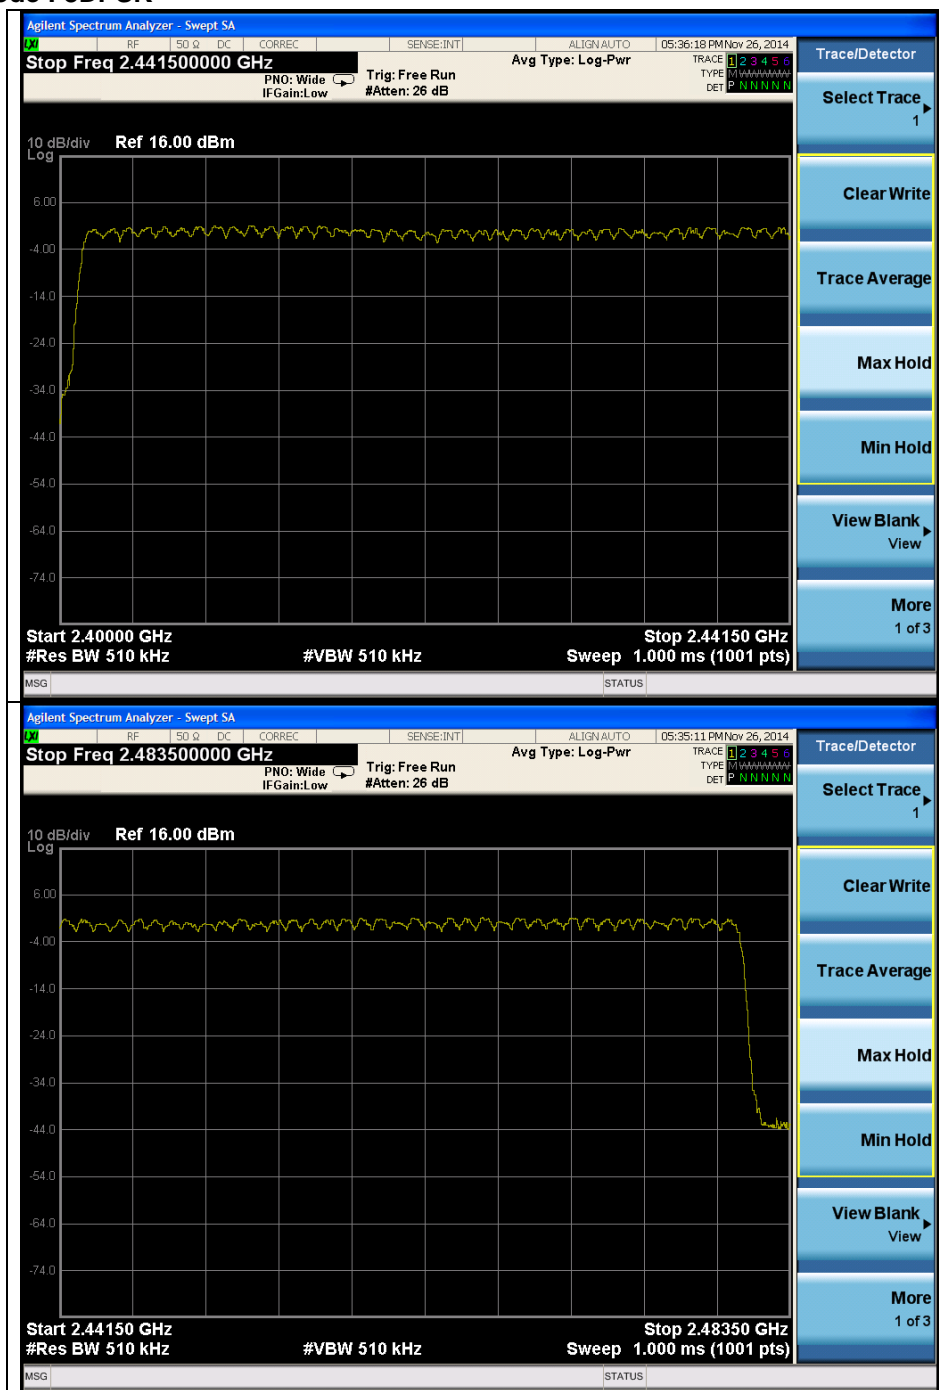 Agilent Spectrum Analyzer - Swept SA
LXI RF 50 Ω DC CORREC SENSE:INT ALIGN AUTO 05:36:18 PM Nov 26, 2014
Stop Freq 2.441500000 GHz
PNO: Wide
IFGain:Low
Trig: Free Run
#Atten: 26 dB
Avg Type: Log-Pwr
TRACE 1 2 3 4 5 6
TYPE M WWWWW
DET P N N N N N
10 dB/div Ref 16.00 dBm
Log
6.00
-4.00
-14.0
-24.0
-34.0
-44.0
-54.0
-64.0
-74.0
Start 2.40000 GHz Stop 2.44150 GHz
#Res BW 510 kHz #VBW 510 kHz Sweep 1.000 ms (1001 pts)
MSG STATUS
Trace/Detector
Select Trace
1
Clear Write
Trace Average
Max Hold
Min Hold
View Blank
View
More
1 of 3
Agilent Spectrum Analyzer - Swept SA
LXI RF 50 Ω DC CORREC SENSE:INT ALIGN AUTO 05:35:11 PM Nov 26, 2014
Stop Freq 2.483500000 GHz
PNO: Wide
IFGain:Low
Trig: Free Run
#Atten: 26 dB
Avg Type: Log-Pwr
TRACE 1 2 3 4 5 6
TYPE M WWWWW
DET P N N N N N
10 dB/div Ref 16.00 dBm
Log
6.00
-4.00
-14.0
-24.0
-34.0
-44.0
-54.0
-64.0
-74.0
Start 2.44150 GHz Stop 2.48350 GHz
#Res BW 510 kHz #VBW 510 kHz Sweep 1.000 ms (1001 pts)
MSG STATUS
Trace/Detector
Select Trace
1
Clear Write
Trace Average
Max Hold
Min Hold
View Blank
View
More
1 of 3